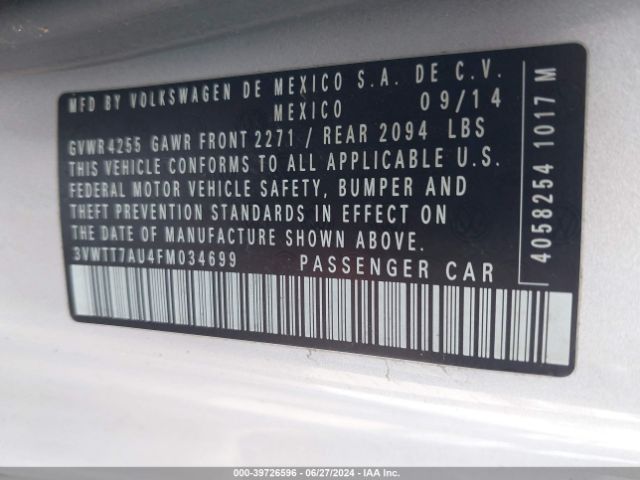 MFD BY VOLKSWAGEN DE MEXICO S.A. DE C.V.
MEXICO 09/14
GVWR 4255 GAWR FRONT 2271 / REAR 2094 LBS
THIS VEHICLE CONFORMS TO ALL APPLICABLE U.S.
FEDERAL MOTOR VEHICLE SAFETY, BUMPER AND
THEFT PREVENTION STANDARDS IN EFFECT ON
THE DATE OF MANUFACTURE SHOWN ABOVE.
3VWTT7AU4FM034699 PASSENGER CAR
4058254 1017 M
000-39726596 - 06/27/2024 - IAAI.com